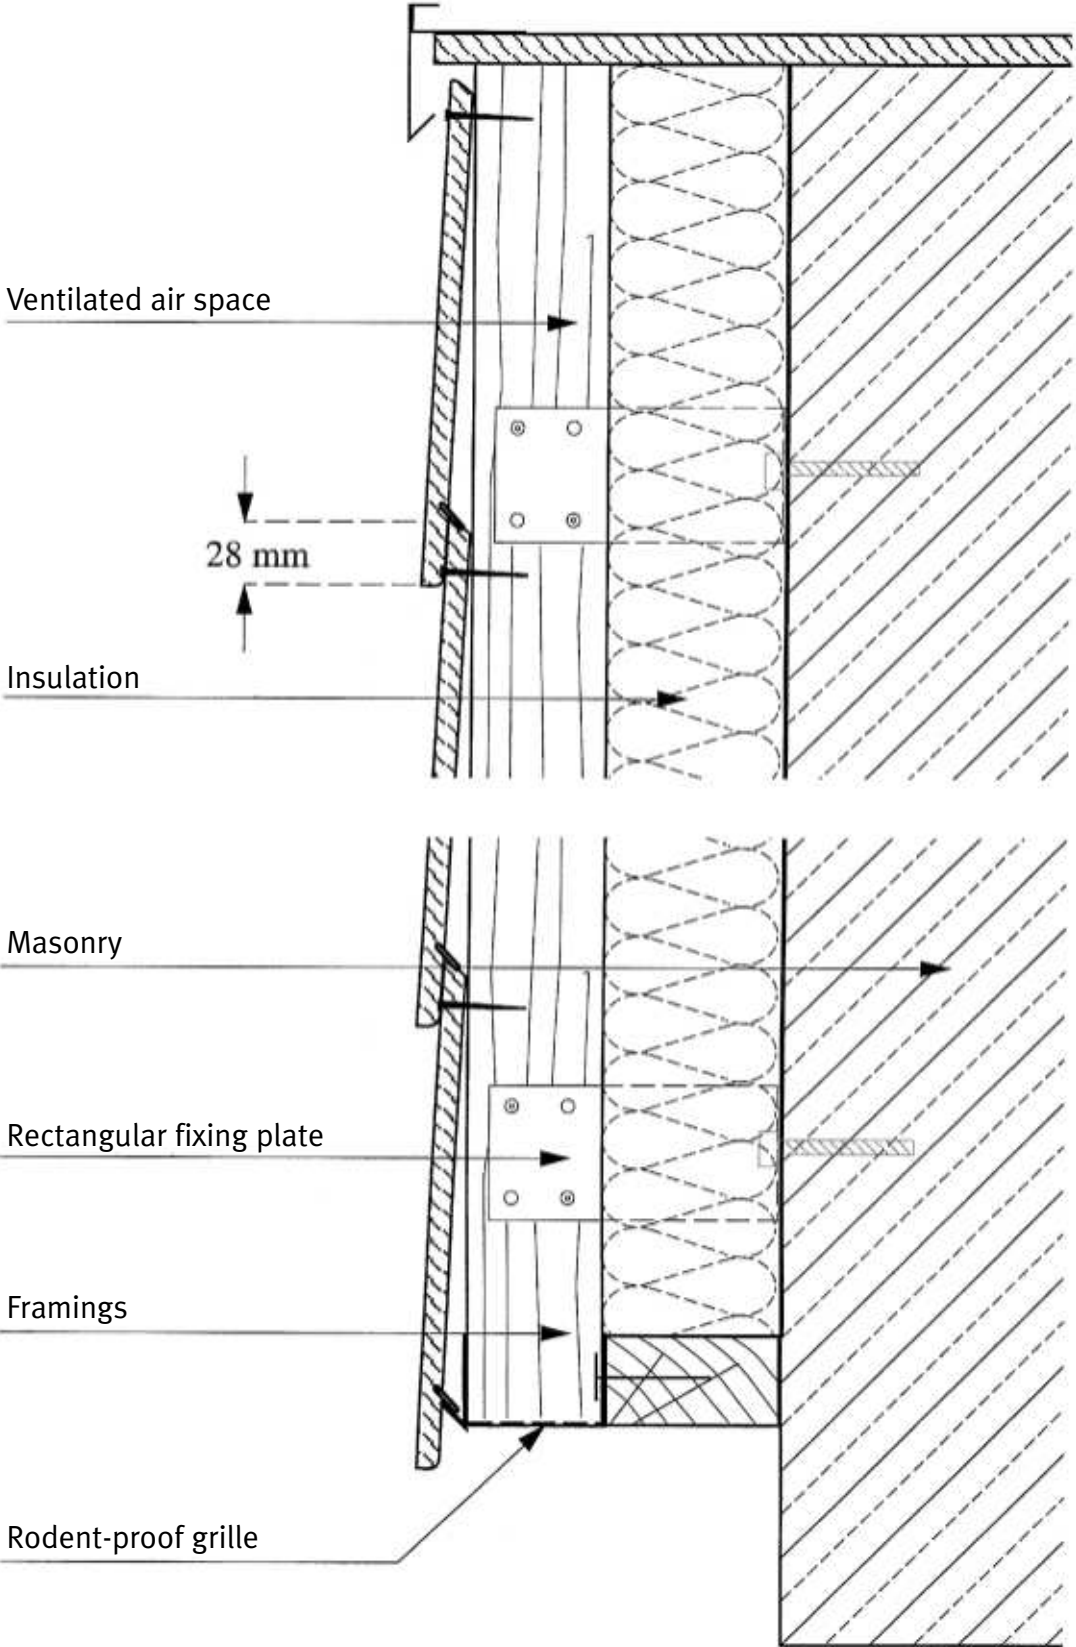 Ventilated air space
28 mm
Insulation
Masonry
Rectangular fixing plate
Framings
Rodent-proof grille